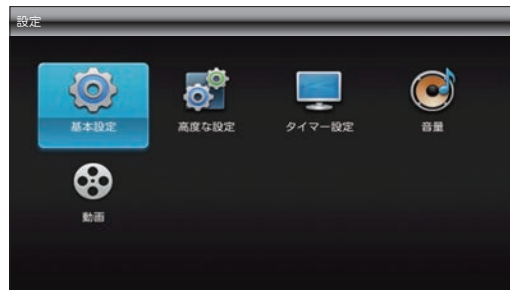 設定
基本設定
高度な設定
タイマー設定
音量
動画